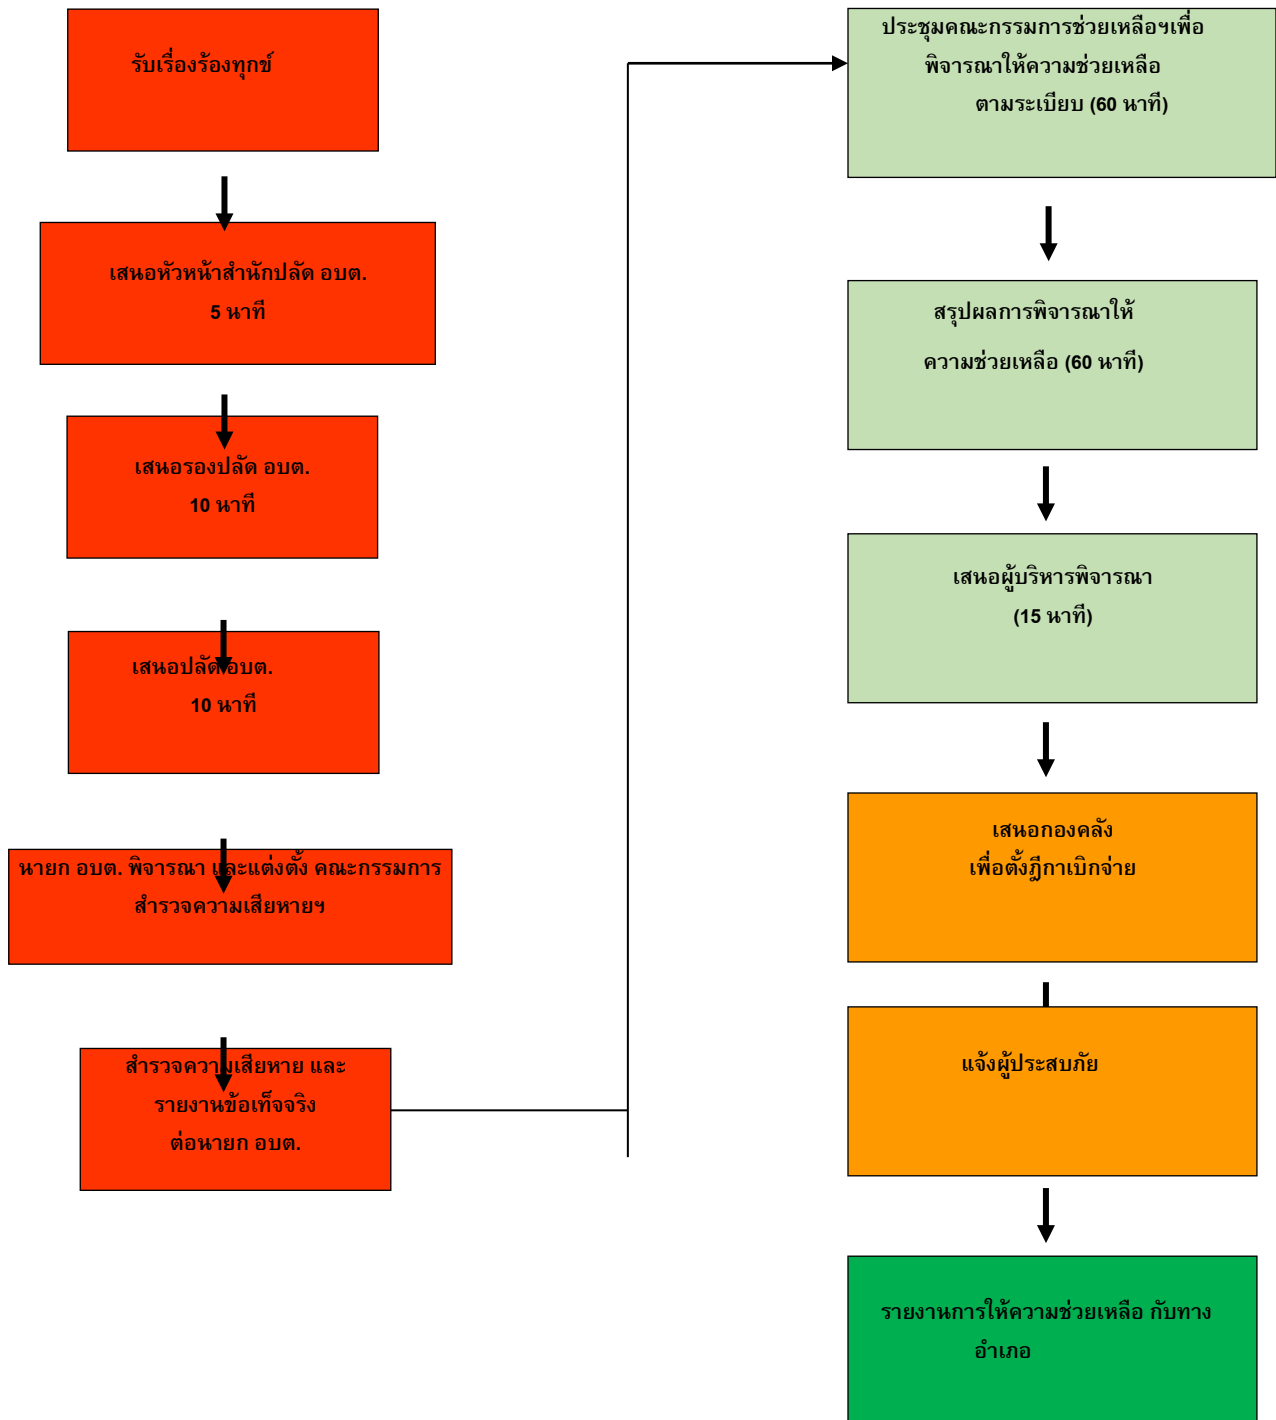 รับเรื่องร้องทุกข์
เสนอหัวหน้าสำนักปลัด อบต.
5 นาที
เสนอรองปลัด อบต.
10 นาที
เสนอปลัด อบต.
10 นาที
นายก อบต. พิจารณา และแต่งตั้ง คณะกรรมการ
สำรวจความเสียหายฯ
สำรวจความเสียหาย และ
รายงานข้อเท็จจริง
ต่อนายก อบต.
ประชุมคณะกรรมการช่วยเหลือฯเพื่อ
พิจารณาให้ความช่วยเหลือ
ตามระเบียบ (60 นาที)
สรุปผลการพิจารณาให้
ความช่วยเหลือ (60 นาที)
เสนอผู้บริหารพิจารณา
(15 นาที)
เสนอกองคลัง
เพื่อตั้งฎีกาเบิกจ่าย
แจ้งผู้ประสบภัย
รายงานการให้ความช่วยเหลือ กับทาง
อำเภอ